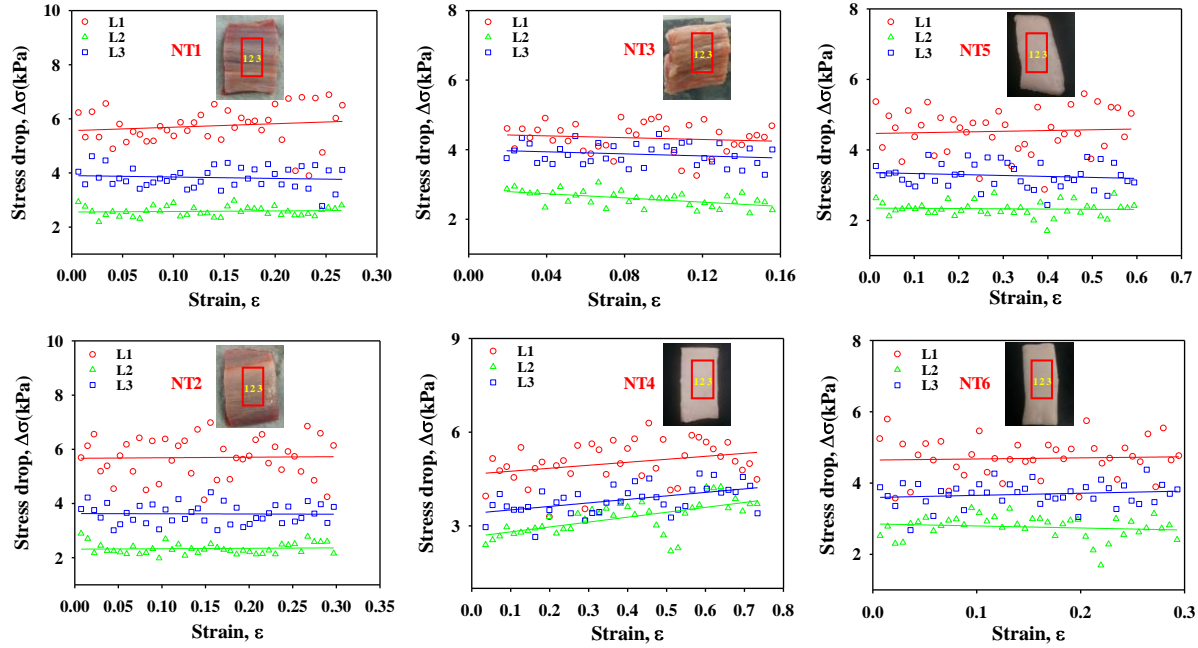 10
8
6
4
2
Stress drop, Δσ(kPa)
L1
L2
L3
NT1
123
0.00 0.05 0.10 0.15 0.20 0.25 0.30
Strain, ε
8
6
4
2
Stress drop, Δσ(kPa)
L1
L2
L3
NT3
123
0.04 0.08 0.12 0.16
Strain, ε
8
6
4
2
Stress drop, Δσ(kPa)
L1
L2
L3
NT5
123
0.0 0.1 0.2 0.3 0.4 0.5 0.6 0.7
Strain, ε
10
8
6
4
2
Stress drop, Δσ(kPa)
L1
L2
L3
NT2
123
0.00 0.05 0.10 0.15 0.20 0.25 0.30 0.35
Strain, ε
9
6
3
Stress drop, Δσ(kPa)
L1
L2
L3
NT4
123
0.0 0.1 0.2 0.3 0.4 0.5 0.6 0.7 0.8
Strain, ε
8
6
4
2
Stress drop, Δσ(kPa)
L1
L2
L3
NT6
123
0.0 0.1 0.2 0.3
Strain, ε